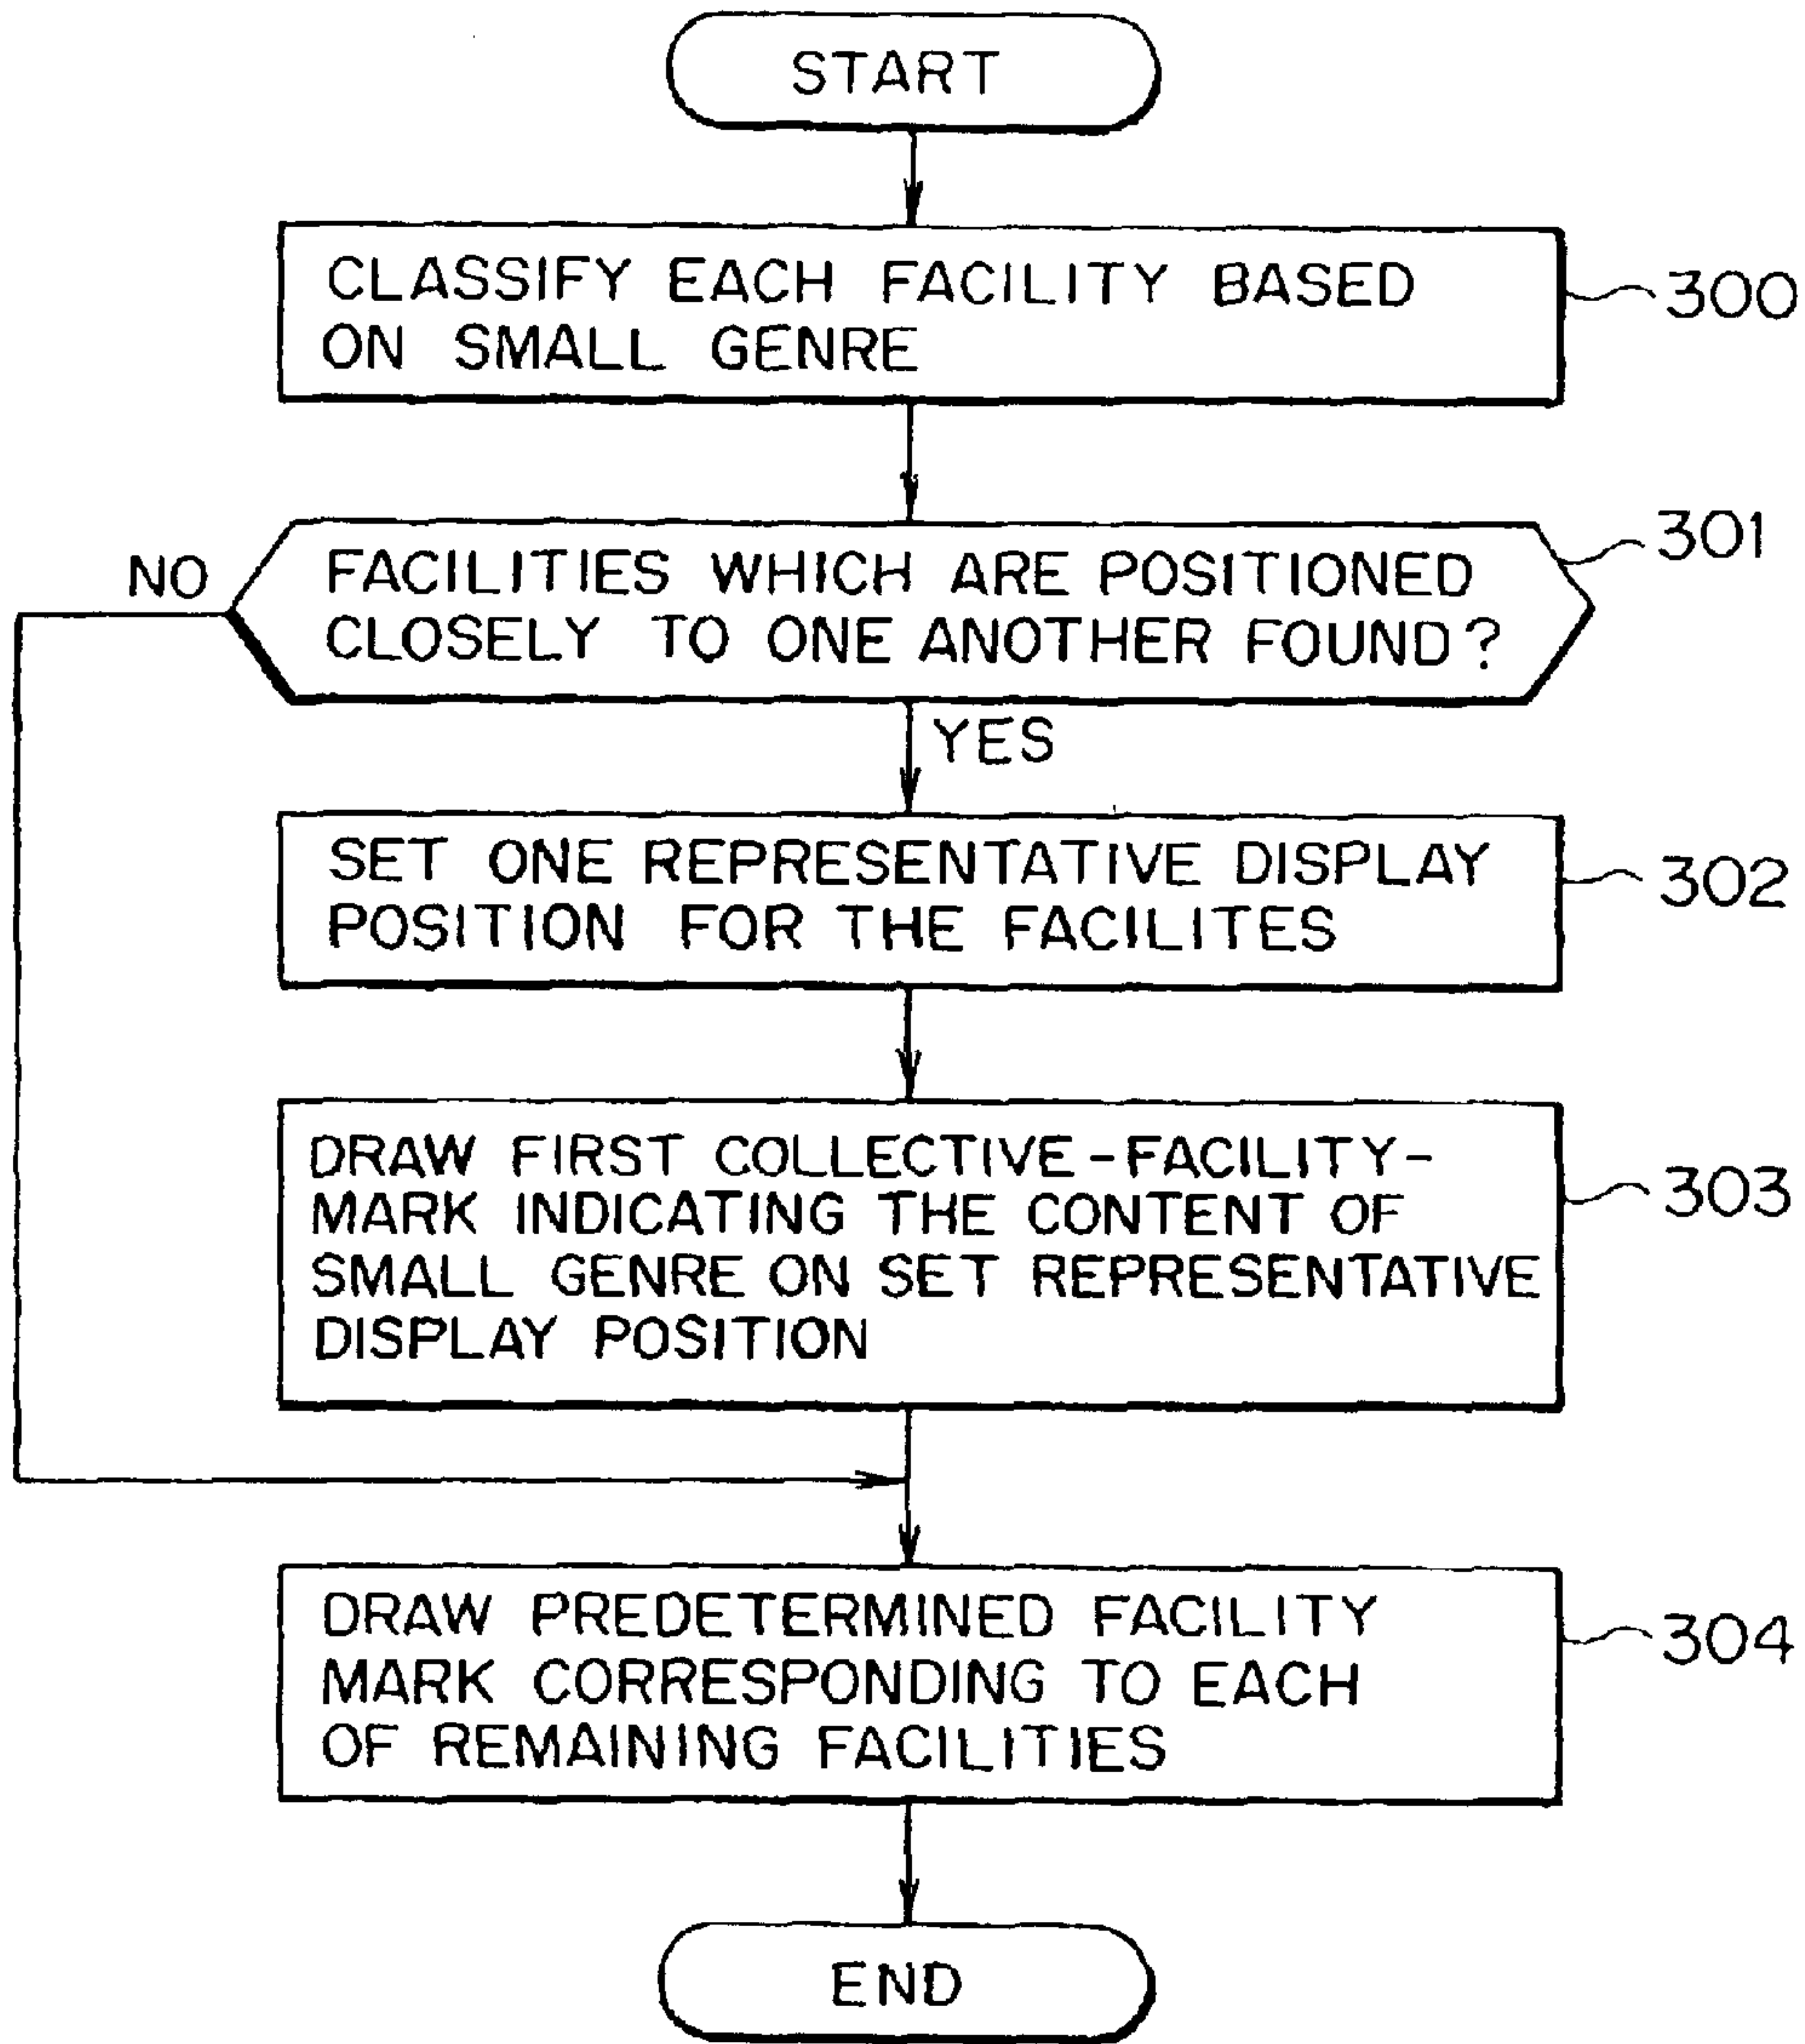 START
CLASSIFY EACH FACILITY BASED
ON SMALL GENRE
300
NO
FACILITIES WHICH ARE POSITIONED
CLOSELY TO ONE ANOTHER FOUND?
301
YES
SET ONE REPRESENTATIVE DISPLAY
POSITION FOR THE FACILITES
302
DRAW FIRST COLLECTIVE-FACILITY-
MARK INDICATING THE CONTENT OF
SMALL GENRE ON SET REPRESENTATIVE
DISPLAY POSITION
303
DRAW PREDETERMINED FACILITY
MARK CORRESPONDING TO EACH
OF REMAINING FACILITIES
304
END